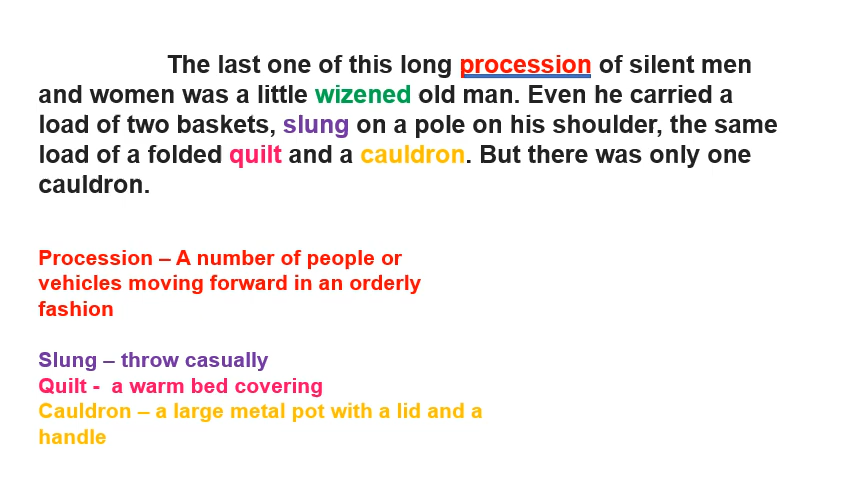 The last one of this long procession of silent men
and women was a little wizened old man. Even he carried a
load of two baskets, slung on a pole on his shoulder, the same
load of a folded quilt and a cauldron. But there was only one
cauldron.
Procession – A number of people or
vehicles moving forward in an orderly
fashion
Slung – throw casually
Quilt -  a warm bed covering
Cauldron – a large metal pot with a lid and a
handle